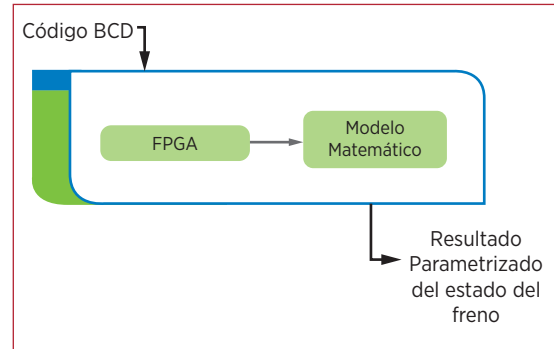 Código BCD
FPGA
Modelo
Matemático
Resultado
Parametrizado
del estado del
freno